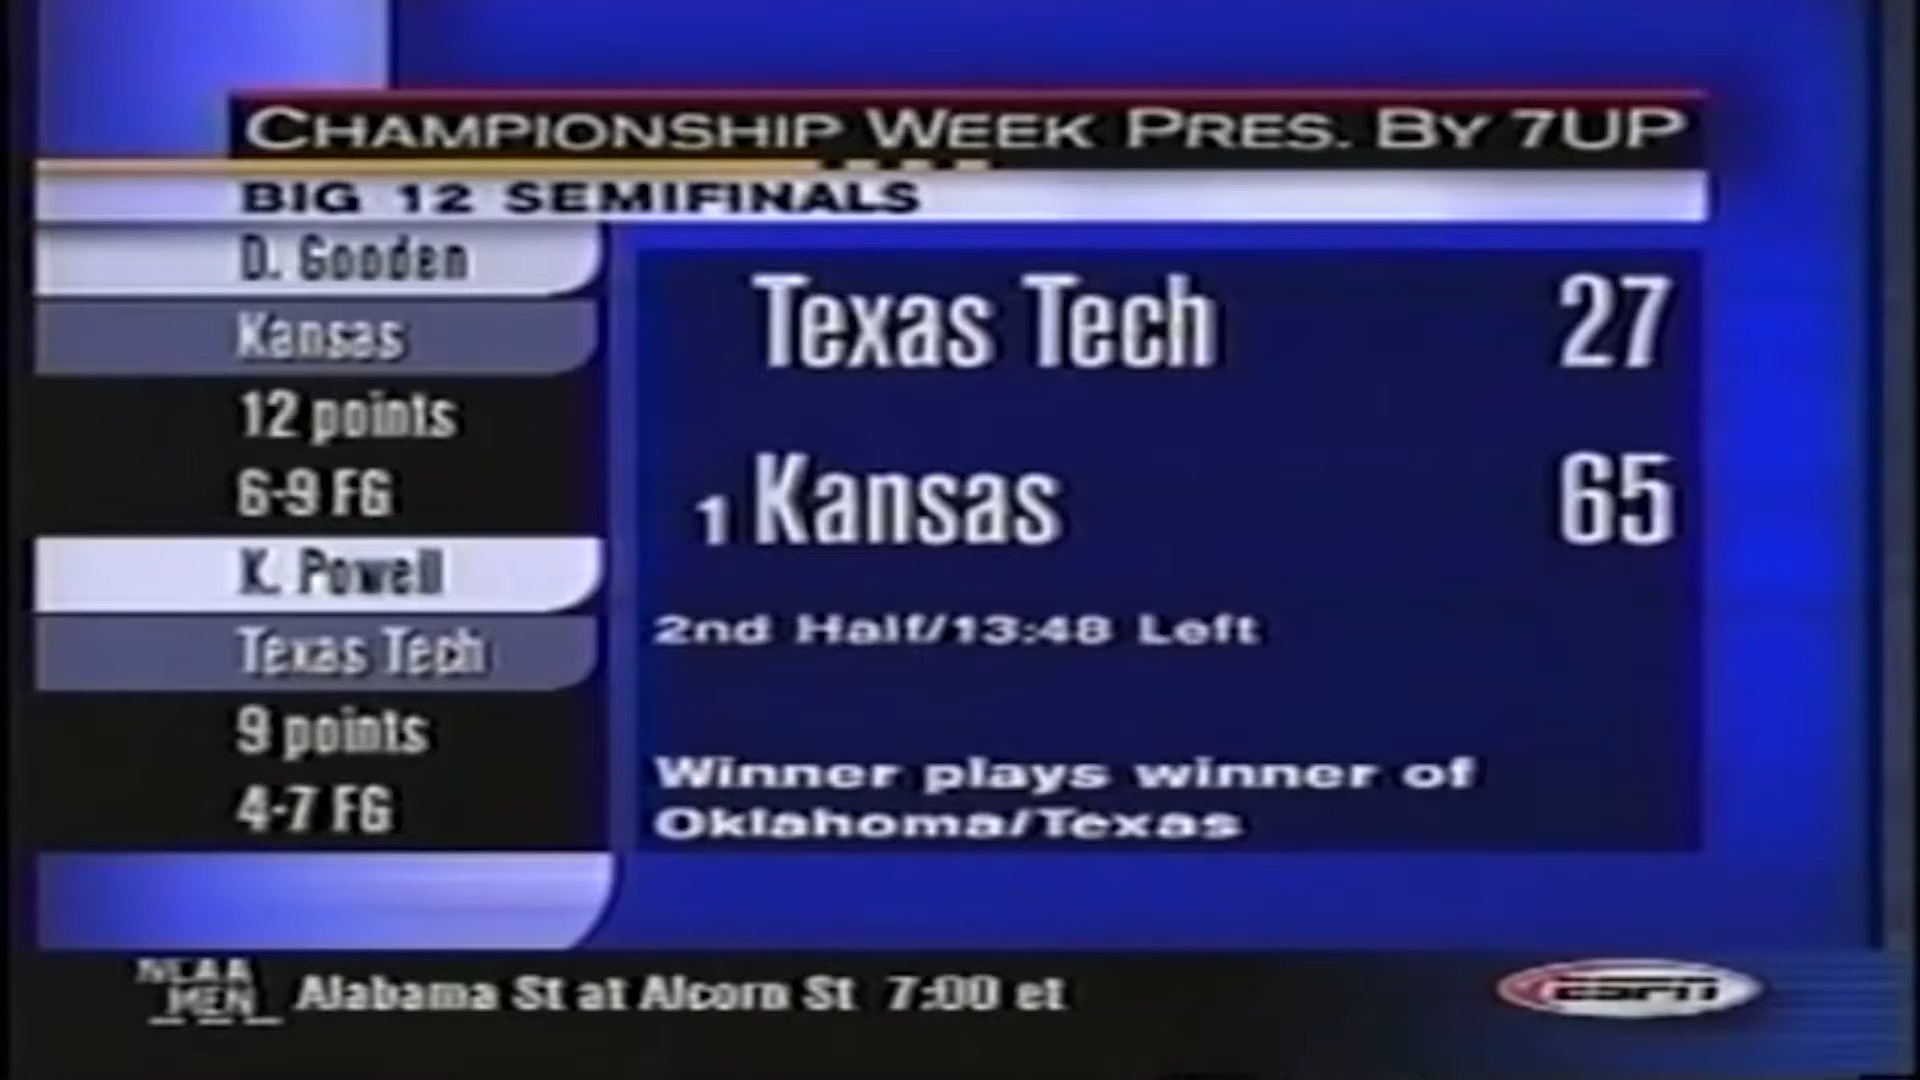 CHAMPIONSHIP WEEK PRES. BY 7UP
BIG 12 SEMIFINALS
D. Gooden
Kansas
12 points
6-9 FG
K. Powell
Texas Tech
9 points
4-7 FG
Texas Tech 27
1 Kansas 65
2nd Half/13:48 Left
Winner plays winner of
Oklahoma/Texas
NCAA
MEN
Alabama St at Alcorn St 7:00 et
ESPN